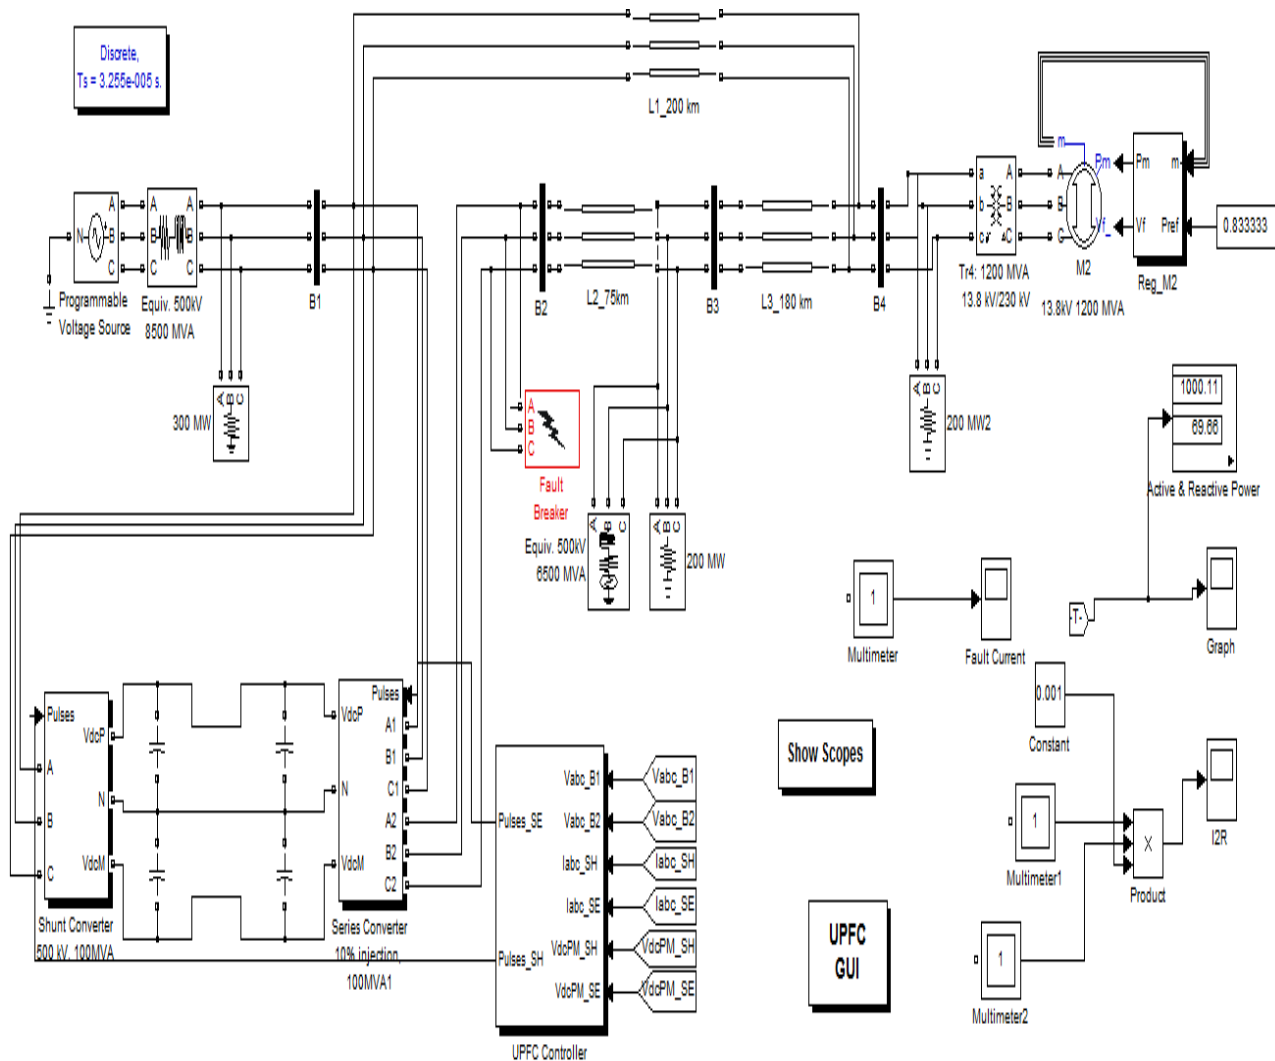 Discrete,
Ts = 3.255e-005 s.
L1_200 km
A
B
C
N
Programmable
Voltage Source
A
B
C
A
B
C
Equiv. 500kV
8500 MVA
B1
300 MW
A
B
C
B2
L2_75km
B3
L3_180 km
B4
a
b
c
A
B
C
Tr4: 1200 MVA
13.8 kV/230 kV
m
A
B
C
Pm
Vf_
M2
13.8kV 1200 MVA
Pm
m
Vf
Pref
Reg_M2
0.833333
A
B
C
Fault
Breaker
A
B
C
Equiv. 500kV
6500 MVA
A
B
C
200 MW
A
B
C
200 MW2
1000.11
69.66
Active & Reactive Power
1
Multimeter
Fault Current
-T-
Graph
0.001
Constant
1
Multimeter1
X
Product
I2R
1
Multimeter2
Show Scopes
UPFC
GUI
Pulses
VdcP
A
N
B
VdcM
C
Shunt Converter
500 kV, 100MVA
Pulses
VdcP
A1
B1
N
C1
A2
B2
VdcM
C2
Series Converter
10% injection,
100MVA1
Vabc_B1
Vabc_B1
Pulses_SE
Vabc_B2
Vabc_B2
Iabc_SH
Iabc_SH
Iabc_SE
Iabc_SE
Pulses_SH
VdcPM_SH
VdcPM_SH
VdcPM_SE
VdcPM_SE
UPFC Controller